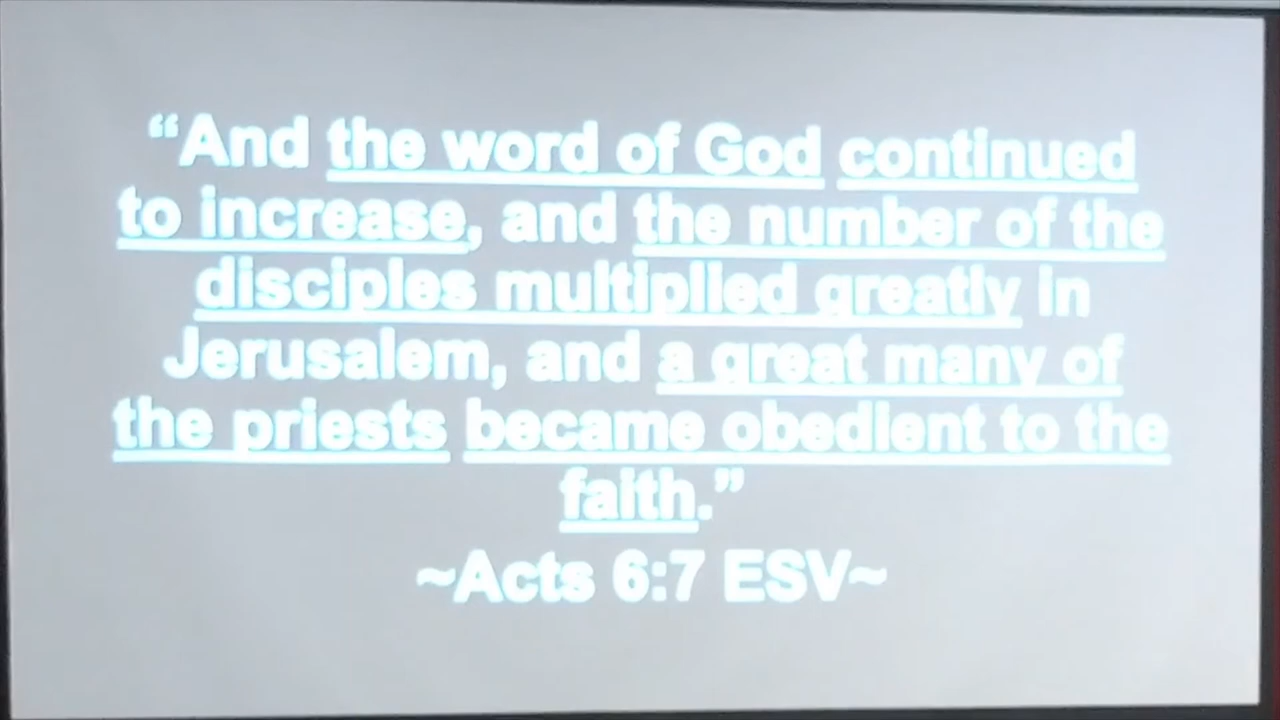 “And the word of God continued
to increase, and the number of the
disciples multiplied greatly in
Jerusalem, and a great many of
the priests became obedient to the
faith.”
~Acts 6:7 ESV~